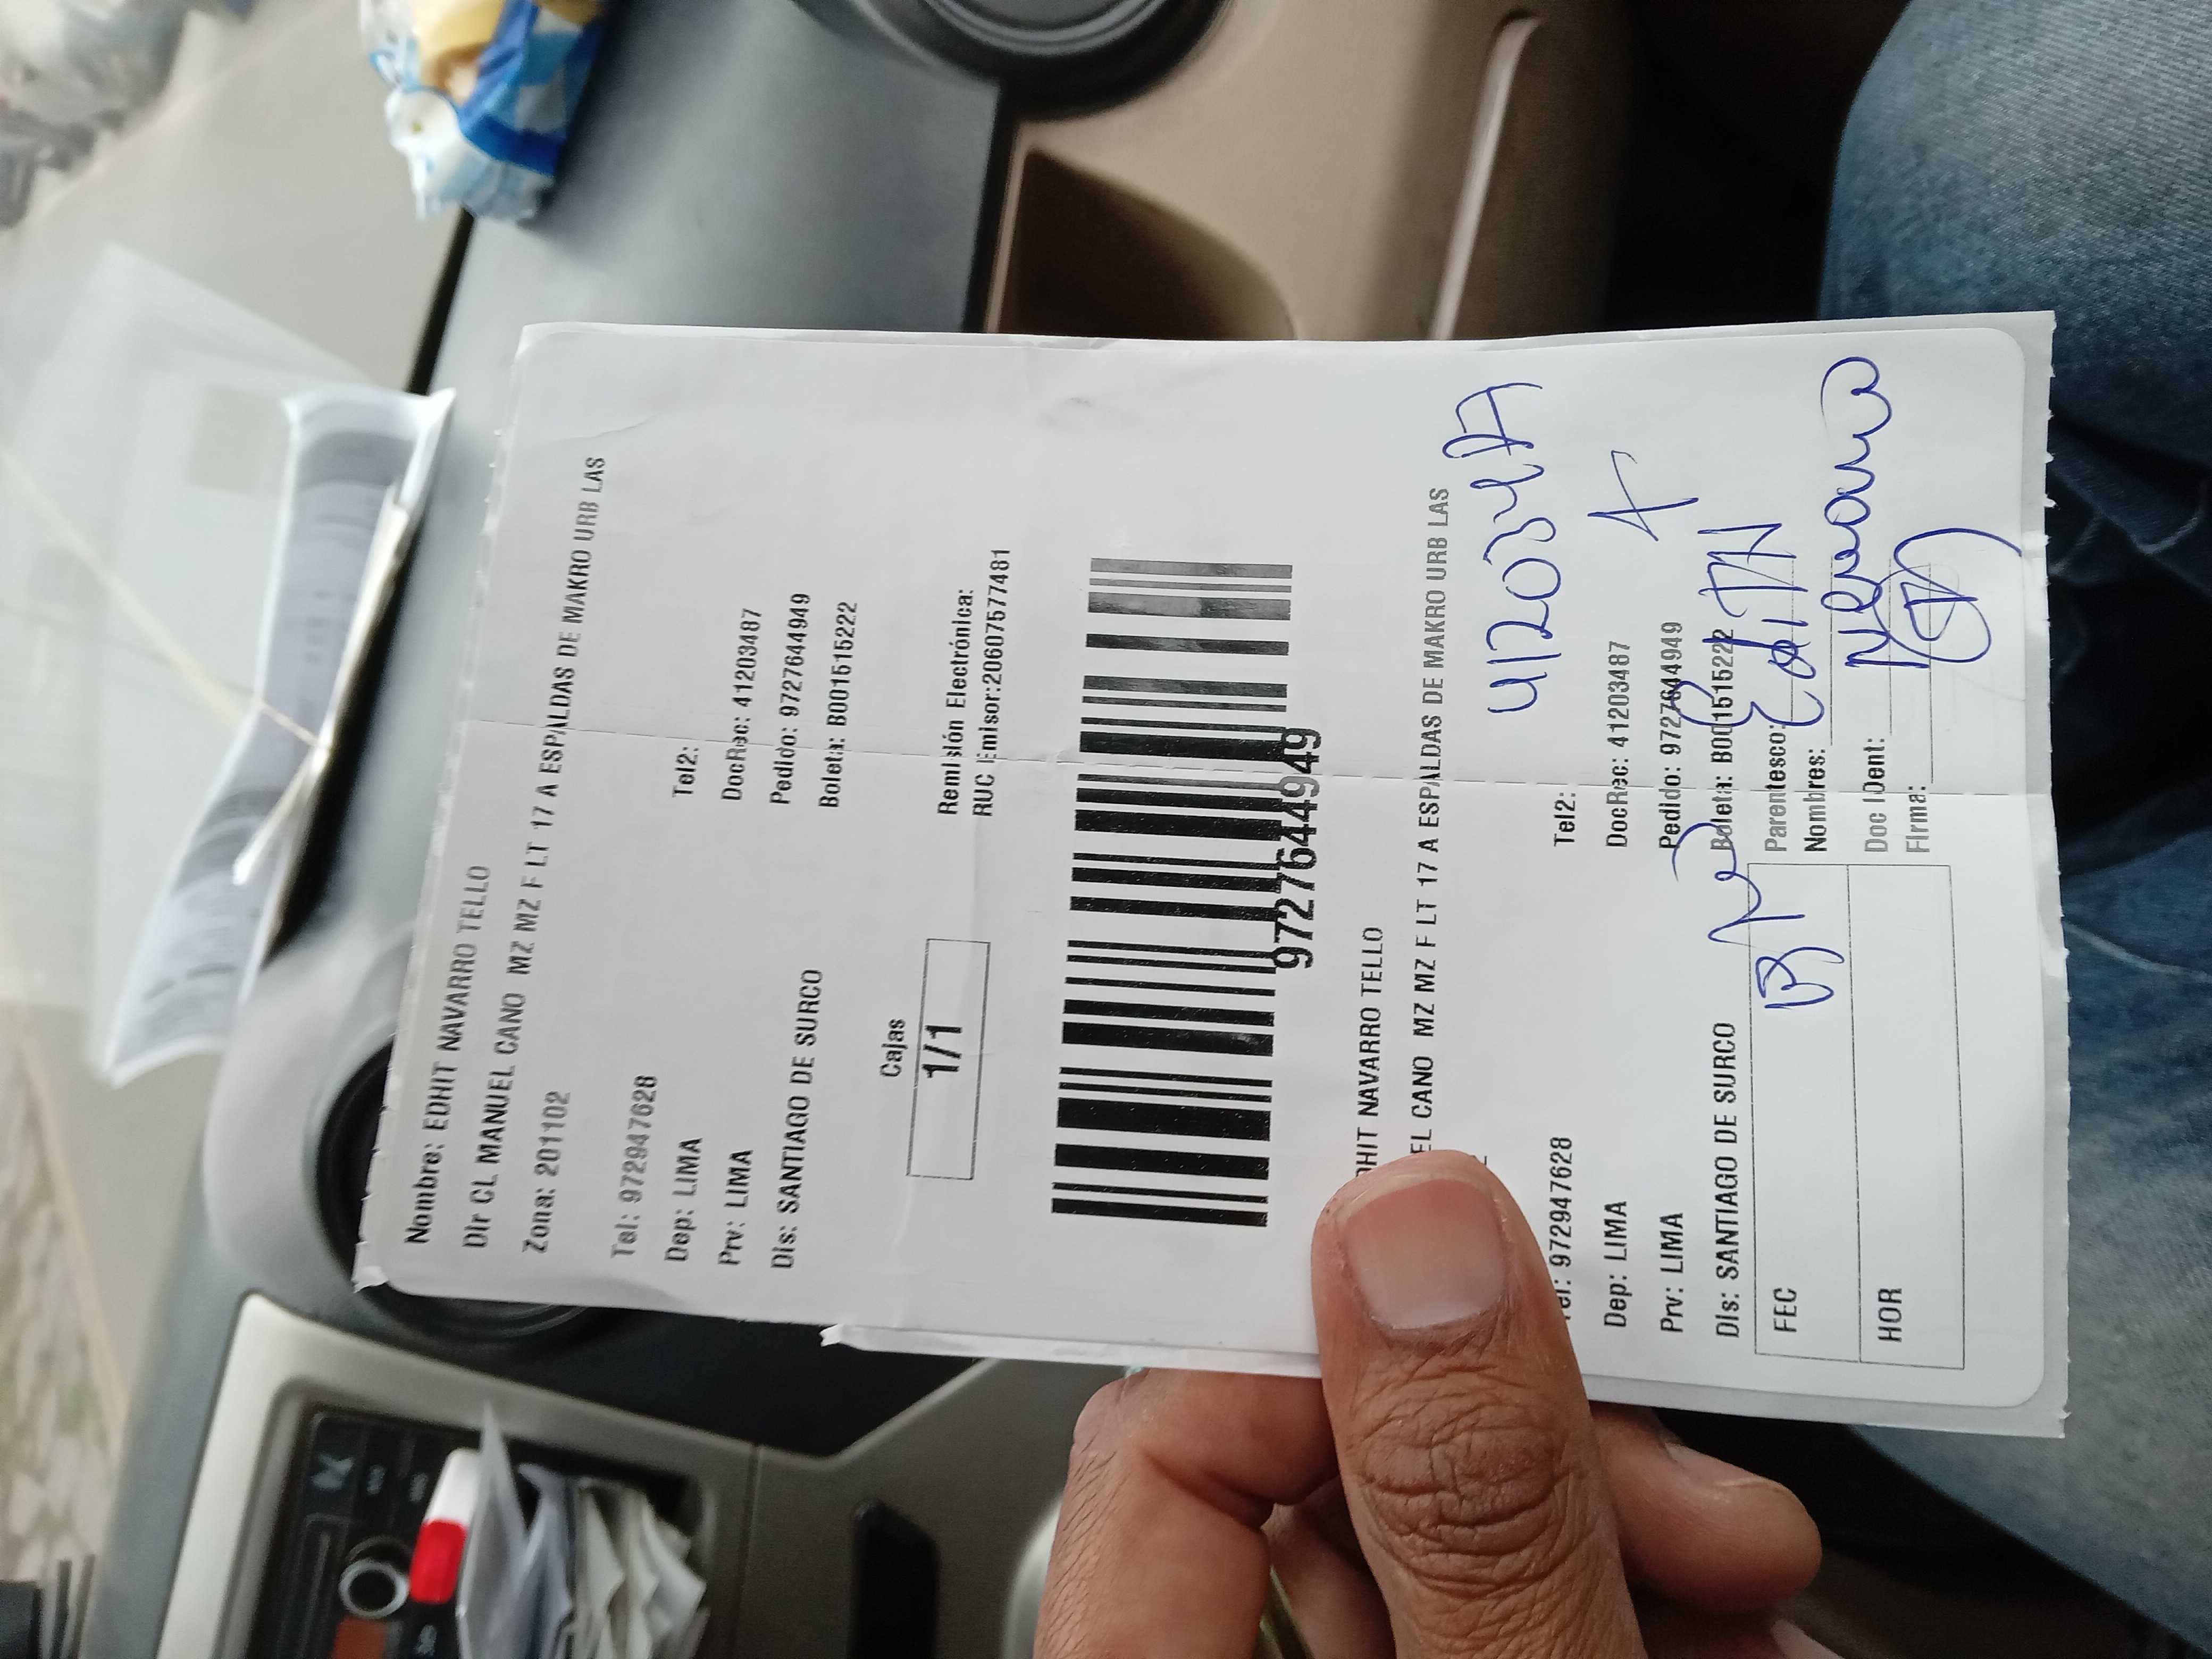 Nombre: EDHIT NAVARRO TELLO
Dir CL MANUEL CANO MZ MZ F LT 17 A ESPALDAS DE MAKRO URB LAS
Zona: 201102
Tel: 972947628
Tel2:
Dep: LIMA
DocRec: 41203487
Prv: LIMA
Pedido: 9727644949
Dis: SANTIAGO DE SURCO
Boleta: B001515222
Cajas
1/1
Remisión Electrónica:
RUC Emisor:20607577481
9727644949
DHIT NAVARRO TELLO
EL CANO MZ MZ F LT 17 A ESPALDAS DE MAKRO URB LAS
41203487
Tel: 972947628
Tel2:
Dep: LIMA
DocRec: 41203487
Prv: LIMA
Pedido: 9727644949
Dis: SANTIAGO DE SURCO
Boleta: B001515222
FEC
Parentesco:
Nombres:
HOR
Doc IDent:
Firma: